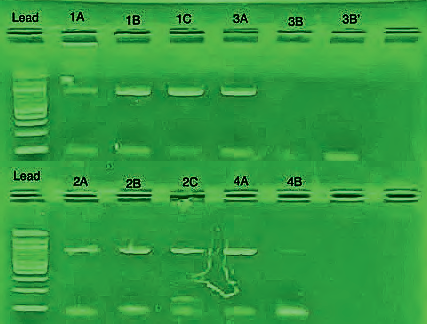 Lead 1A 1B 1C 3A 3B 3B'
Lead 2A 2B 2C 4A 4B